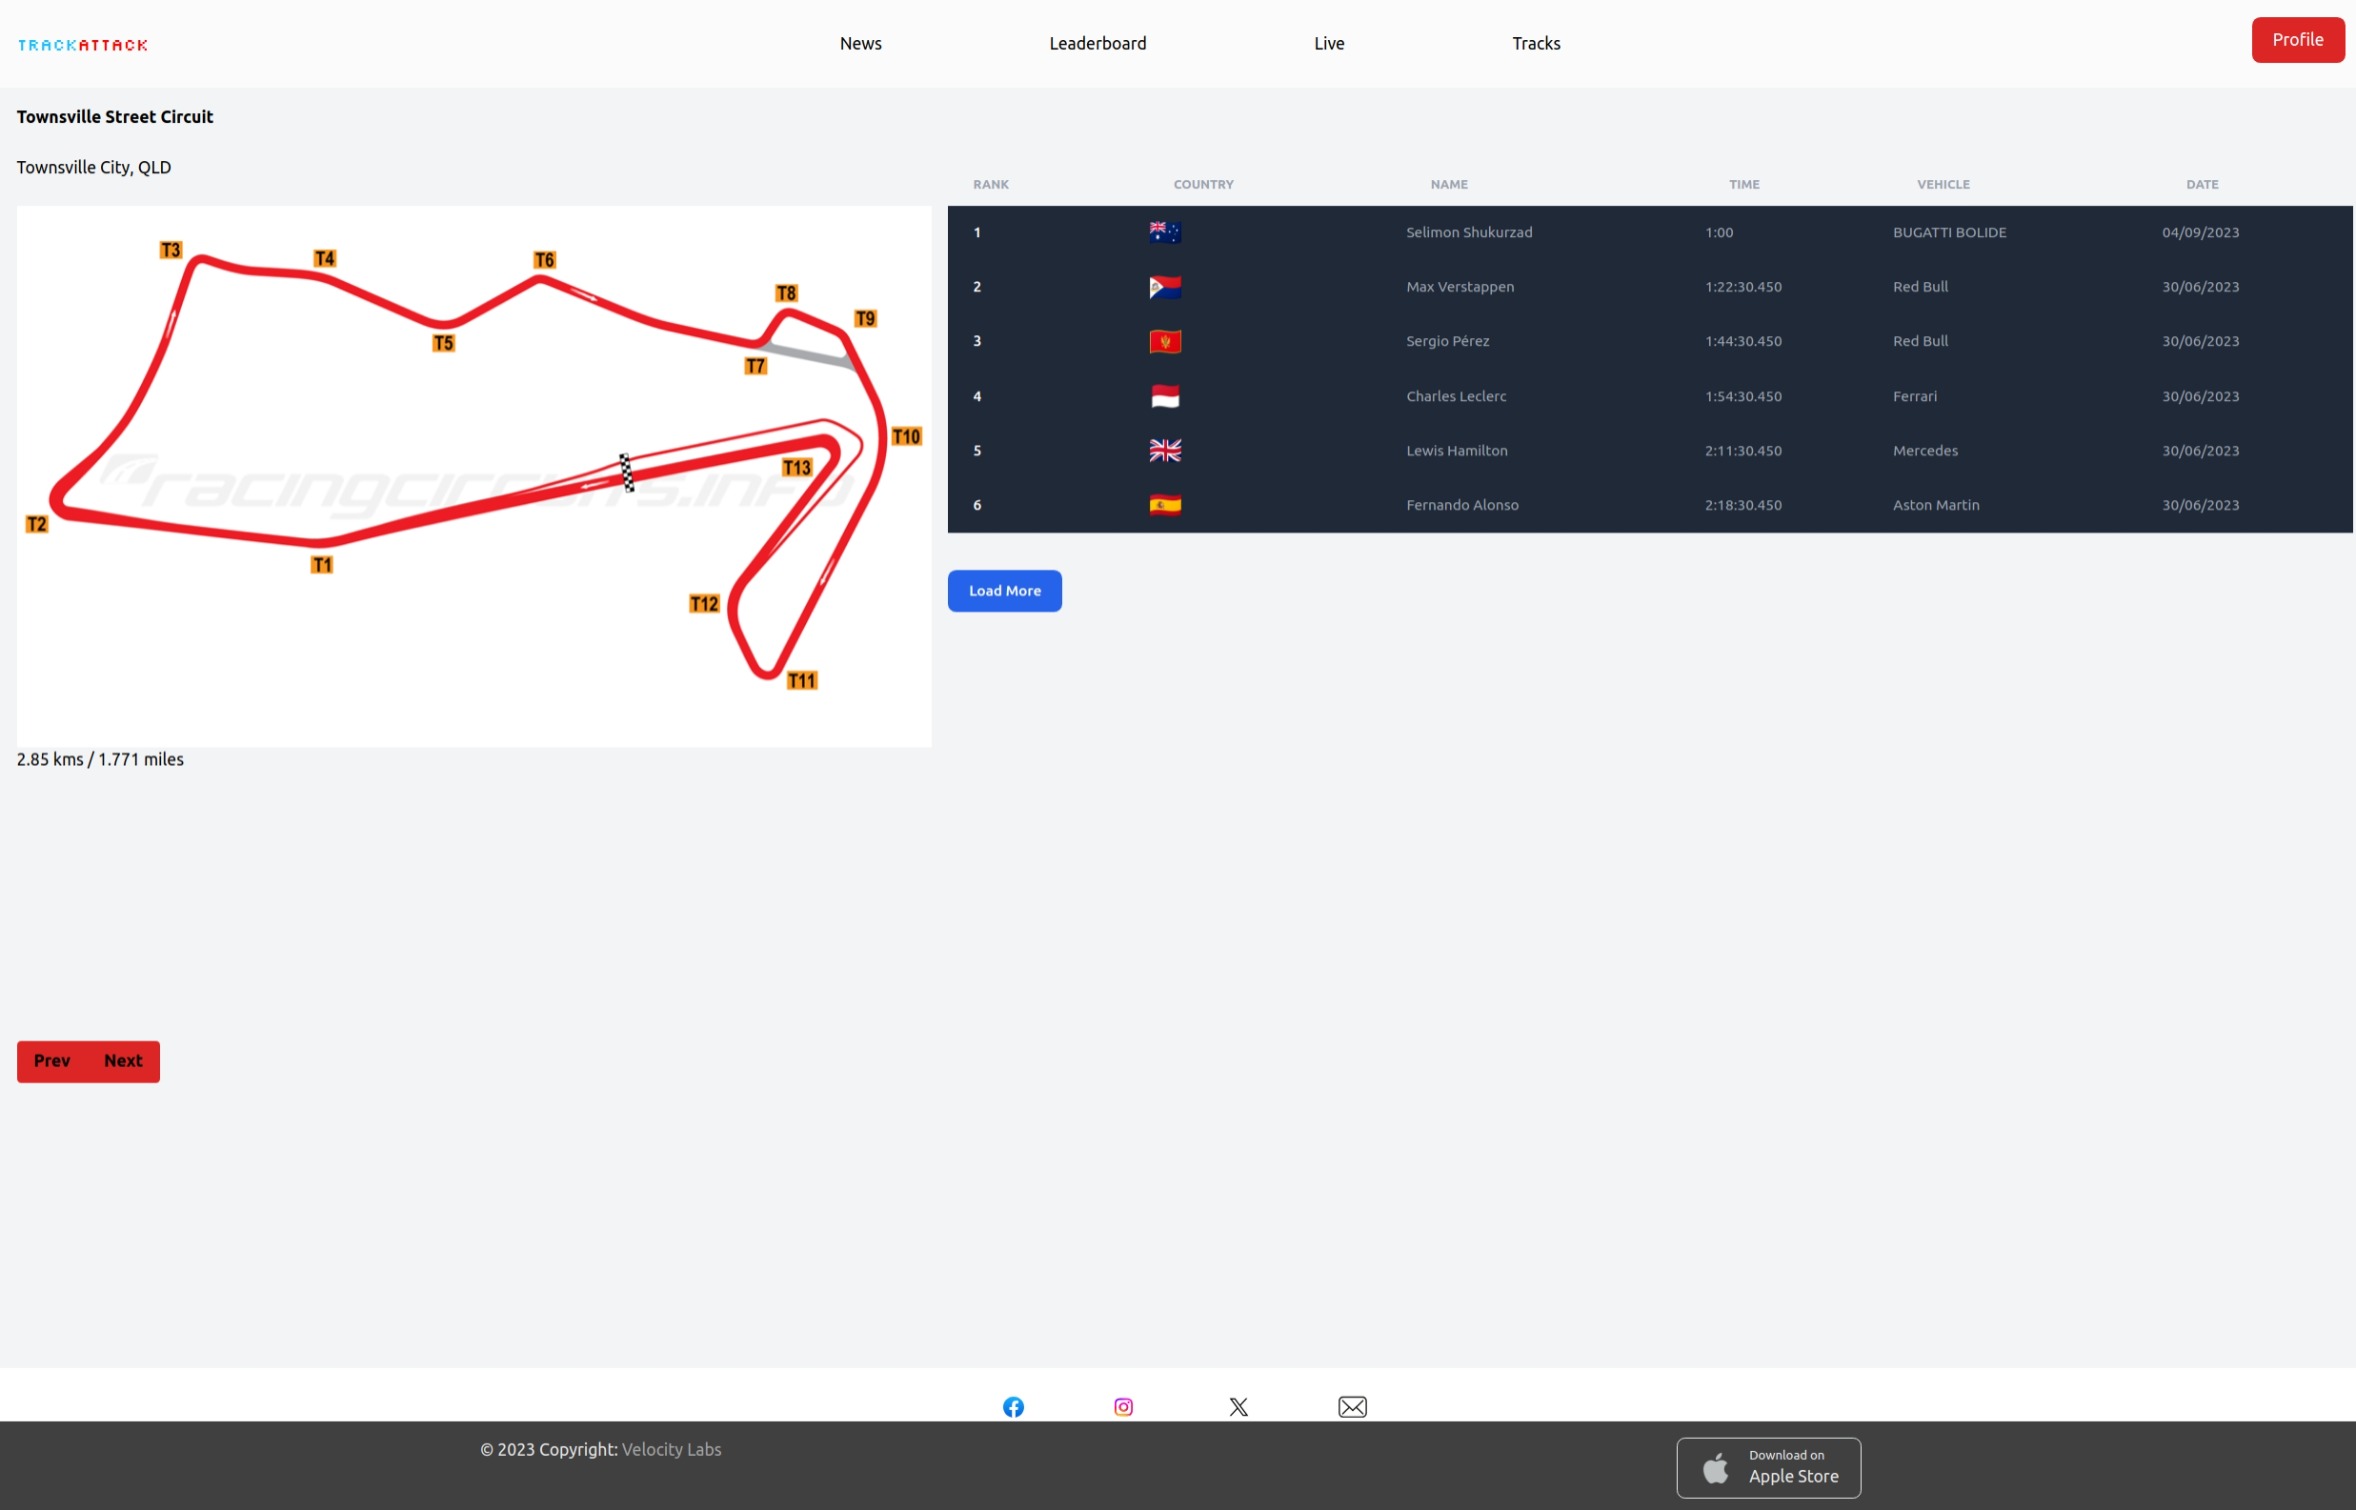 TRACKATTACK
News Leaderboard Live Tracks
Profile
Townsville Street Circuit
Townsville City, QLD
T3
T4
T6
T8
T9
T5
T7
T10
T13
racingcircuits.INFO
T2
T1
T12
T11
2.85 kms / 1.771 miles
RANK COUNTRY NAME TIME VEHICLE DATE
1 Selimon Shukurzad 1:00 BUGATTI BOLIDE 04/09/2023
2 Max Verstappen 1:22:30.450 Red Bull 30/06/2023
3 Sergio Pérez 1:44:30.450 Red Bull 30/06/2023
4 Charles Leclerc 1:54:30.450 Ferrari 30/06/2023
5 Lewis Hamilton 2:11:30.450 Mercedes 30/06/2023
6 Fernando Alonso 2:18:30.450 Aston Martin 30/06/2023
Load More
Prev Next
© 2023 Copyright: Velocity Labs
Download on
Apple Store